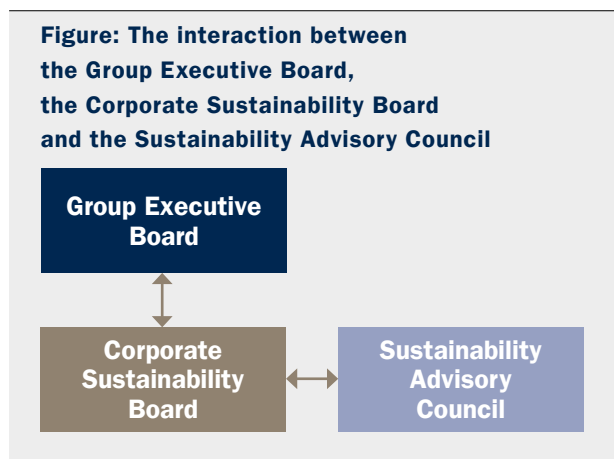 Figure: The interaction between
the Group Executive Board,
the Corporate Sustainability Board
and the Sustainability Advisory Council
Group Executive
Board
Corporate
Sustainability
Board
Sustainability
Advisory
Council